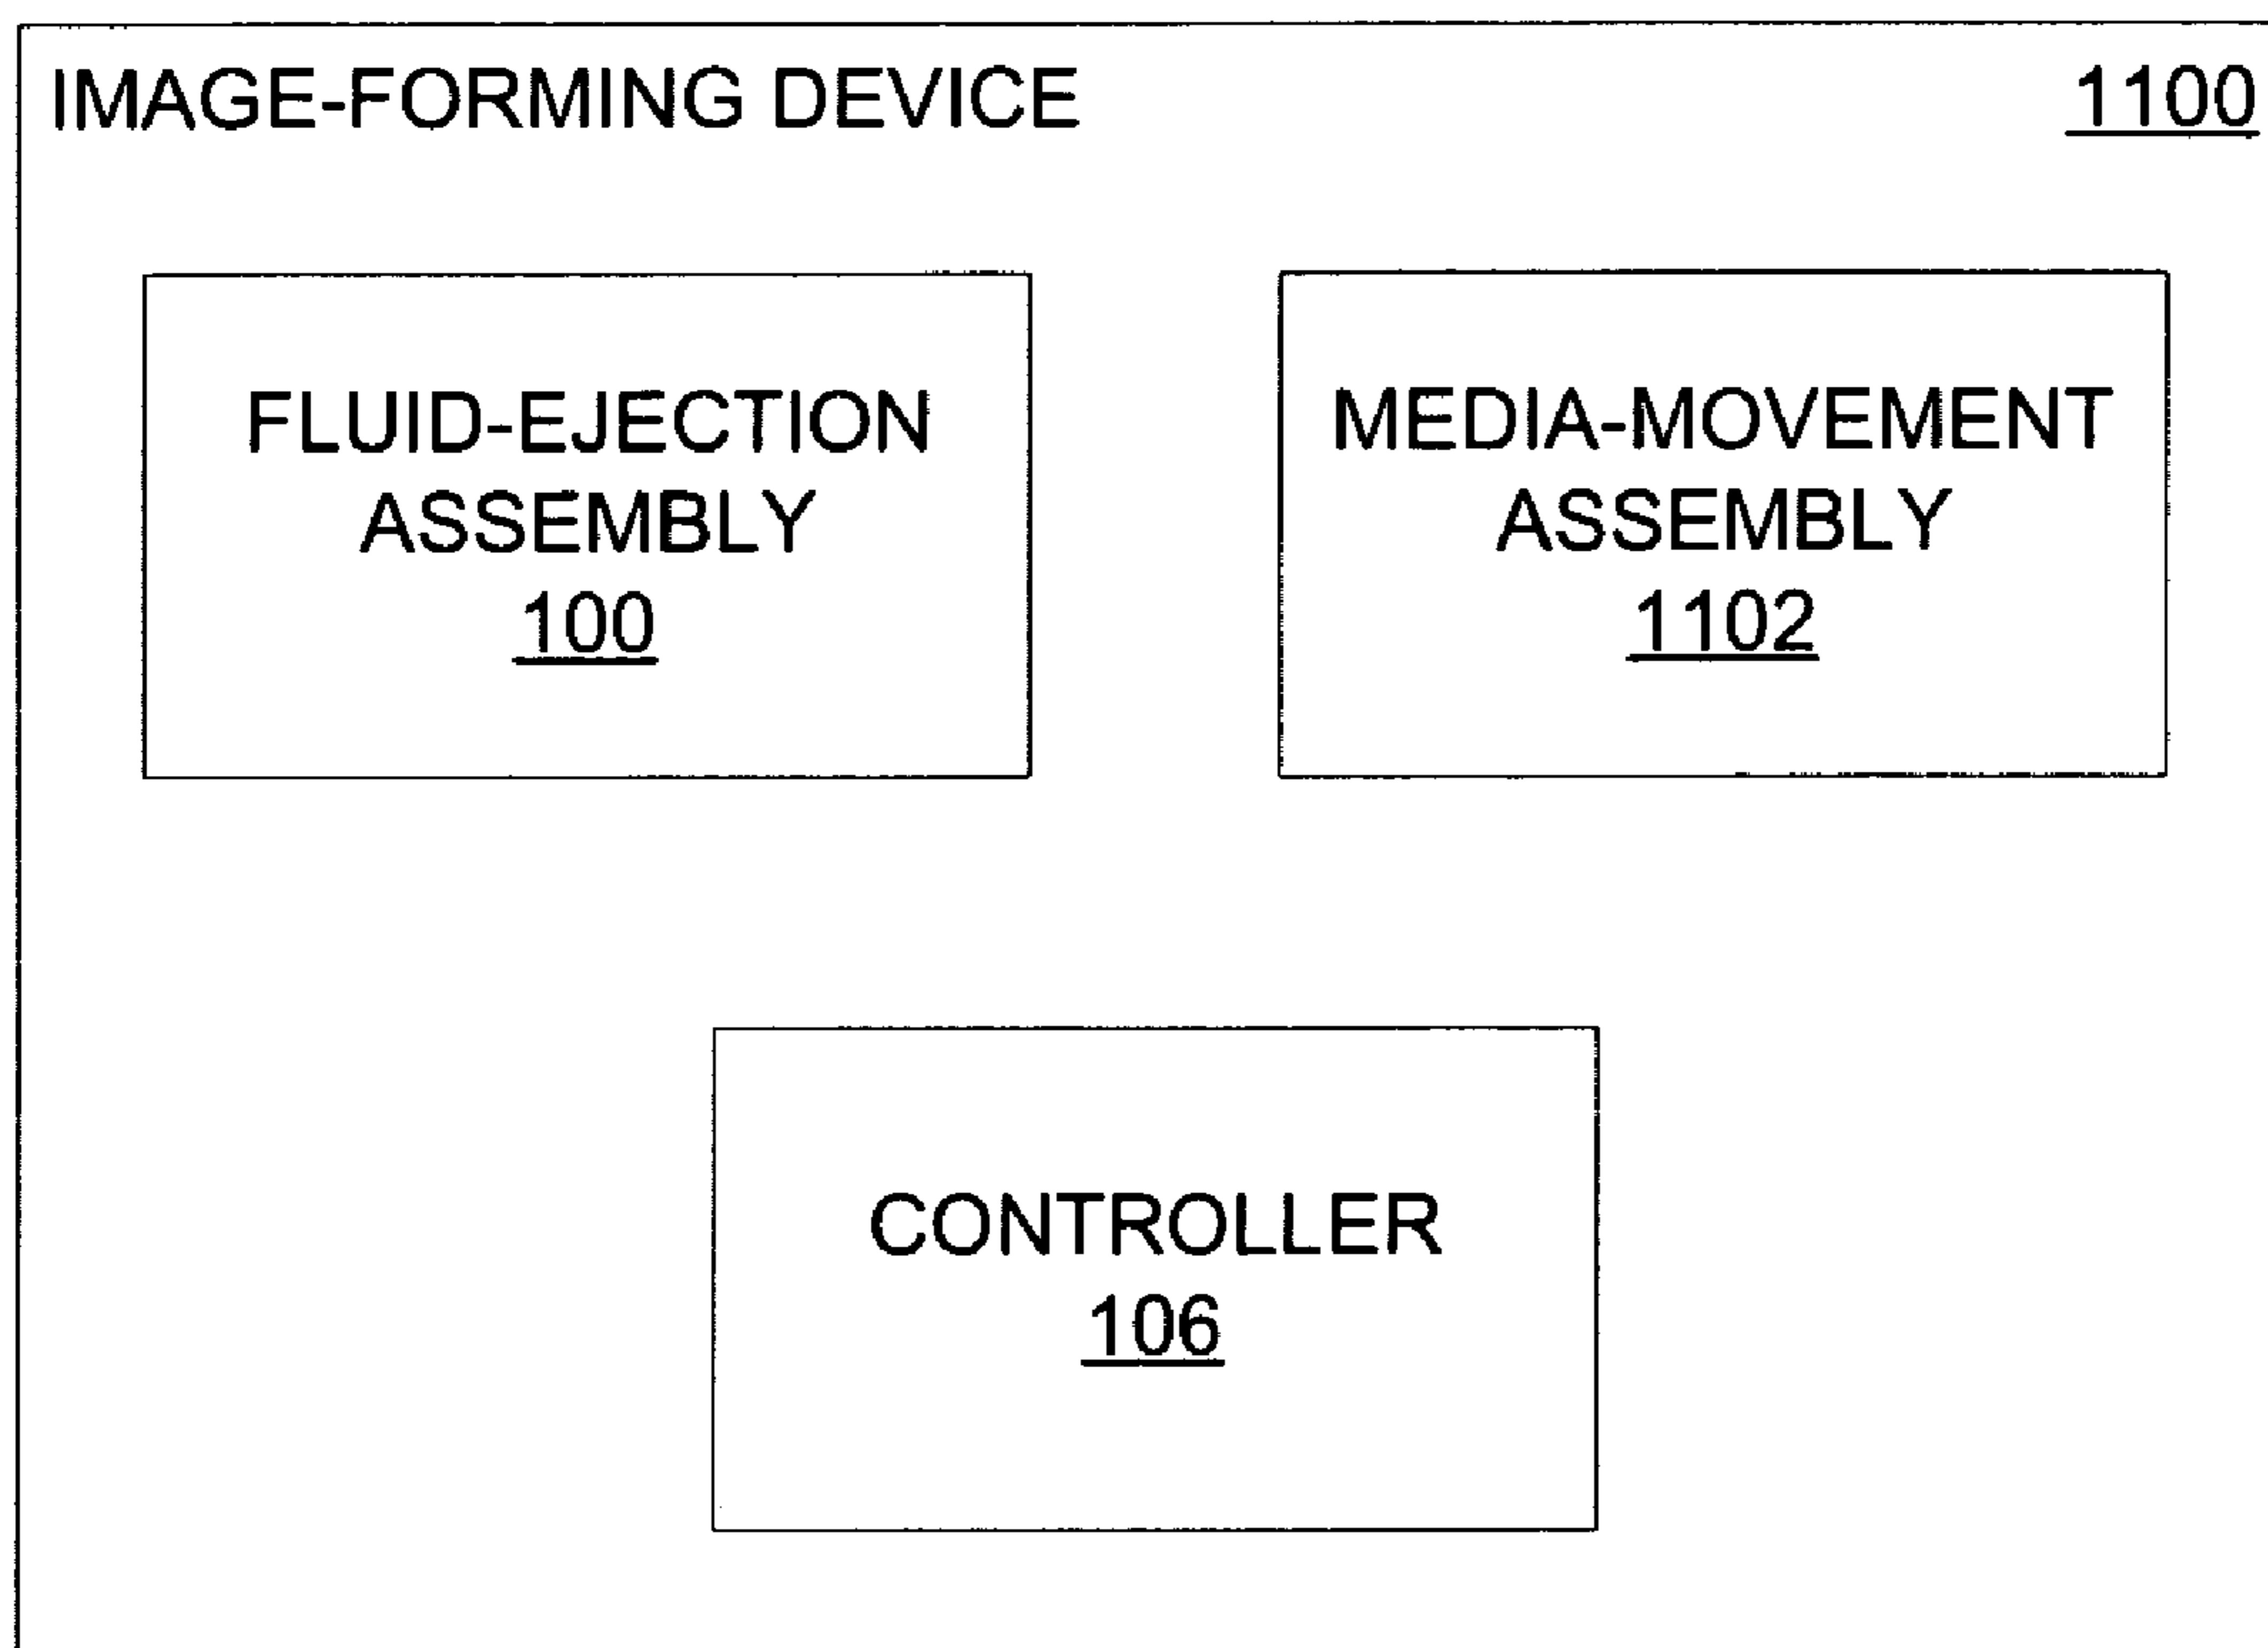 IMAGE-FORMING DEVICE 1100
FLUID-EJECTION
ASSEMBLY
100
MEDIA-MOVEMENT
ASSEMBLY
1102
CONTROLLER
106